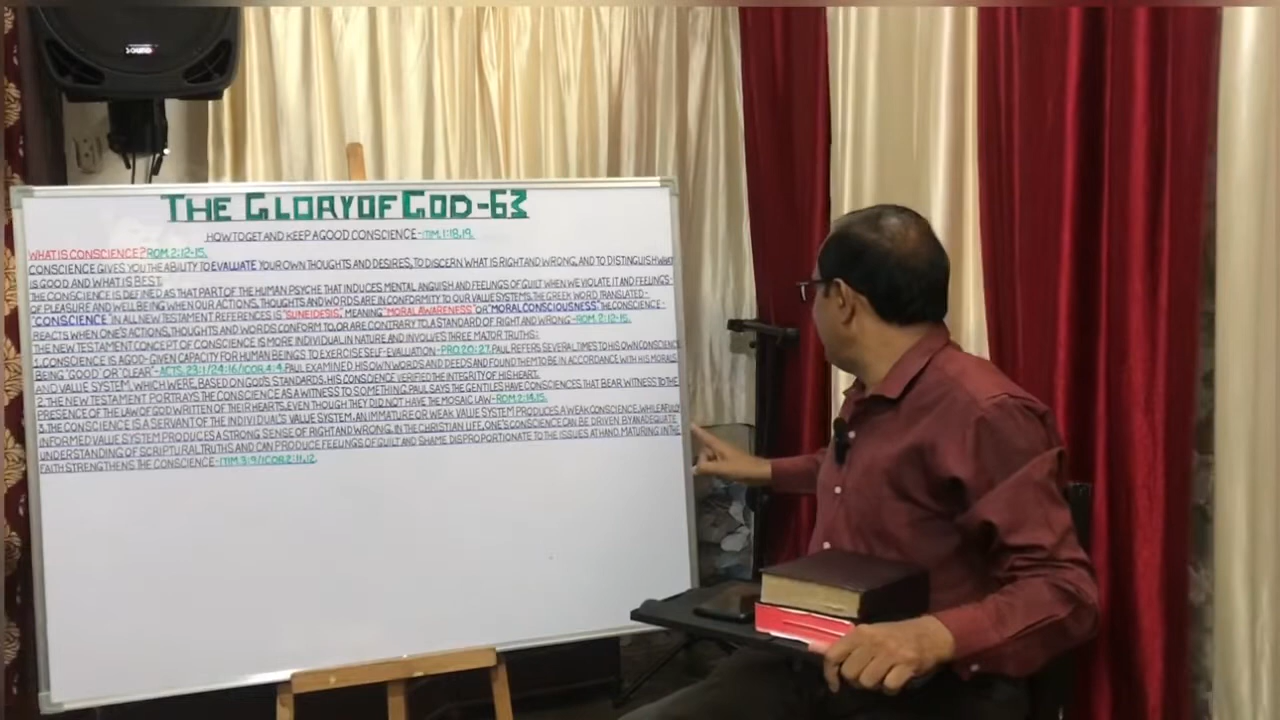 SOUND
THE GLORY OF GOD-63
HOW TO GET AND KEEP A GOOD CONSCIENCE-1TIM.1:18,19.
WHAT IS CONSCIENCE? ROM.2:12-15.
CONSCIENCE GIVES YOU THE ABILITY TO EVALUATE YOUR OWN THOUGHTS AND DESIRES, TO DISCERN WHAT IS RIGHT AND WRONG, AND TO DISTINGUISH WHAT
IS GOOD AND WHAT IS BEST.
THE CONSCIENCE IS DEFINED AS THAT PART OF THE HUMAN PSYCHE THAT INDUCES MENTAL ANGUISH AND FEELINGS OF GUILT WHEN WE VIOLATE IT AND FEELINGS-
OF PLEASURE AND WELL BEING WHEN OUR ACTIONS, THOUGHTS AND WORDS ARE IN CONFORMITY TO OUR VALUE SYSTEMS. THE GREEK WORD TRANSLATED-
"CONSCIENCE" IN ALL NEW TESTAMENT REFERENCES IS "SUNEIDESIS," MEANING "MORAL AWARENESS" OR "MORAL CONSCIOUSNESS". THE CONSCIENCE-
REACTS WHEN ONE'S ACTIONS, THOUGHTS AND WORDS CONFORM TO, OR ARE CONTRARY TO, A STANDARD OF RIGHT AND WRONG-ROM.2:12-15.
THE NEW TESTAMENT CONCEPT OF CONSCIENCE IS MORE INDIVIDUAL IN NATURE AND INVOLVES THREE MAJOR TRUTHS:
1. CONSCIENCE IS A GOD-GIVEN CAPACITY FOR HUMAN BEINGS TO EXERCISE SELF-EVALUATION-PRO.20:27. PAUL REFERS SEVERAL TIMES TO HIS OWN CONSCIENCE
BEING "GOOD" OR "CLEAR"-ACTS.23:1/24:16/1COR.4:4. PAUL EXAMINED HIS OWN WORDS AND DEEDS AND FOUND THEM TO BE IN ACCORDANCE WITH HIS MORALS
AND VALUE SYSTEM, WHICH WERE, BASED ON GOD'S STANDARDS. HIS CONSCIENCE VERIFIED THE INTEGRITY OF HIS HEART.
2. THE NEW TESTAMENT PORTRAYS THE CONSCIENCE AS A WITNESS TO SOMETHING. PAUL SAYS THE GENTILES HAVE CONSCIENCES THAT BEAR WITNESS TO THE
PRESENCE OF THE LAW OF GOD WRITTEN OF THEIR HEARTS, EVEN THOUGH THEY DID NOT HAVE THE MOSAIC LAW-ROM.2:14,15.
3. THE CONSCIENCE IS A SERVANT OF THE INDIVIDUAL'S VALUE SYSTEM. AN IMMATURE OR WEAK VALUE SYSTEM PRODUCES A WEAK CONSCIENCE, WHILE A FULLY
INFORMED VALUE SYSTEM PRODUCES A STRONG SENSE OF RIGHT AND WRONG. IN THE CHRISTIAN LIFE, ONE'S CONSCIENCE CAN BE DRIVEN BY AN ADEQUATE
UNDERSTANDING OF SCRIPTURAL TRUTHS AND CAN PRODUCE FEELINGS OF GUILT AND SHAME DISPROPORTIONATE TO THE ISSUES AT HAND. MATURING IN THE
FAITH STRENGTHENS THE CONSCIENCE-1TIM.3:9/1COR.2:11,12.